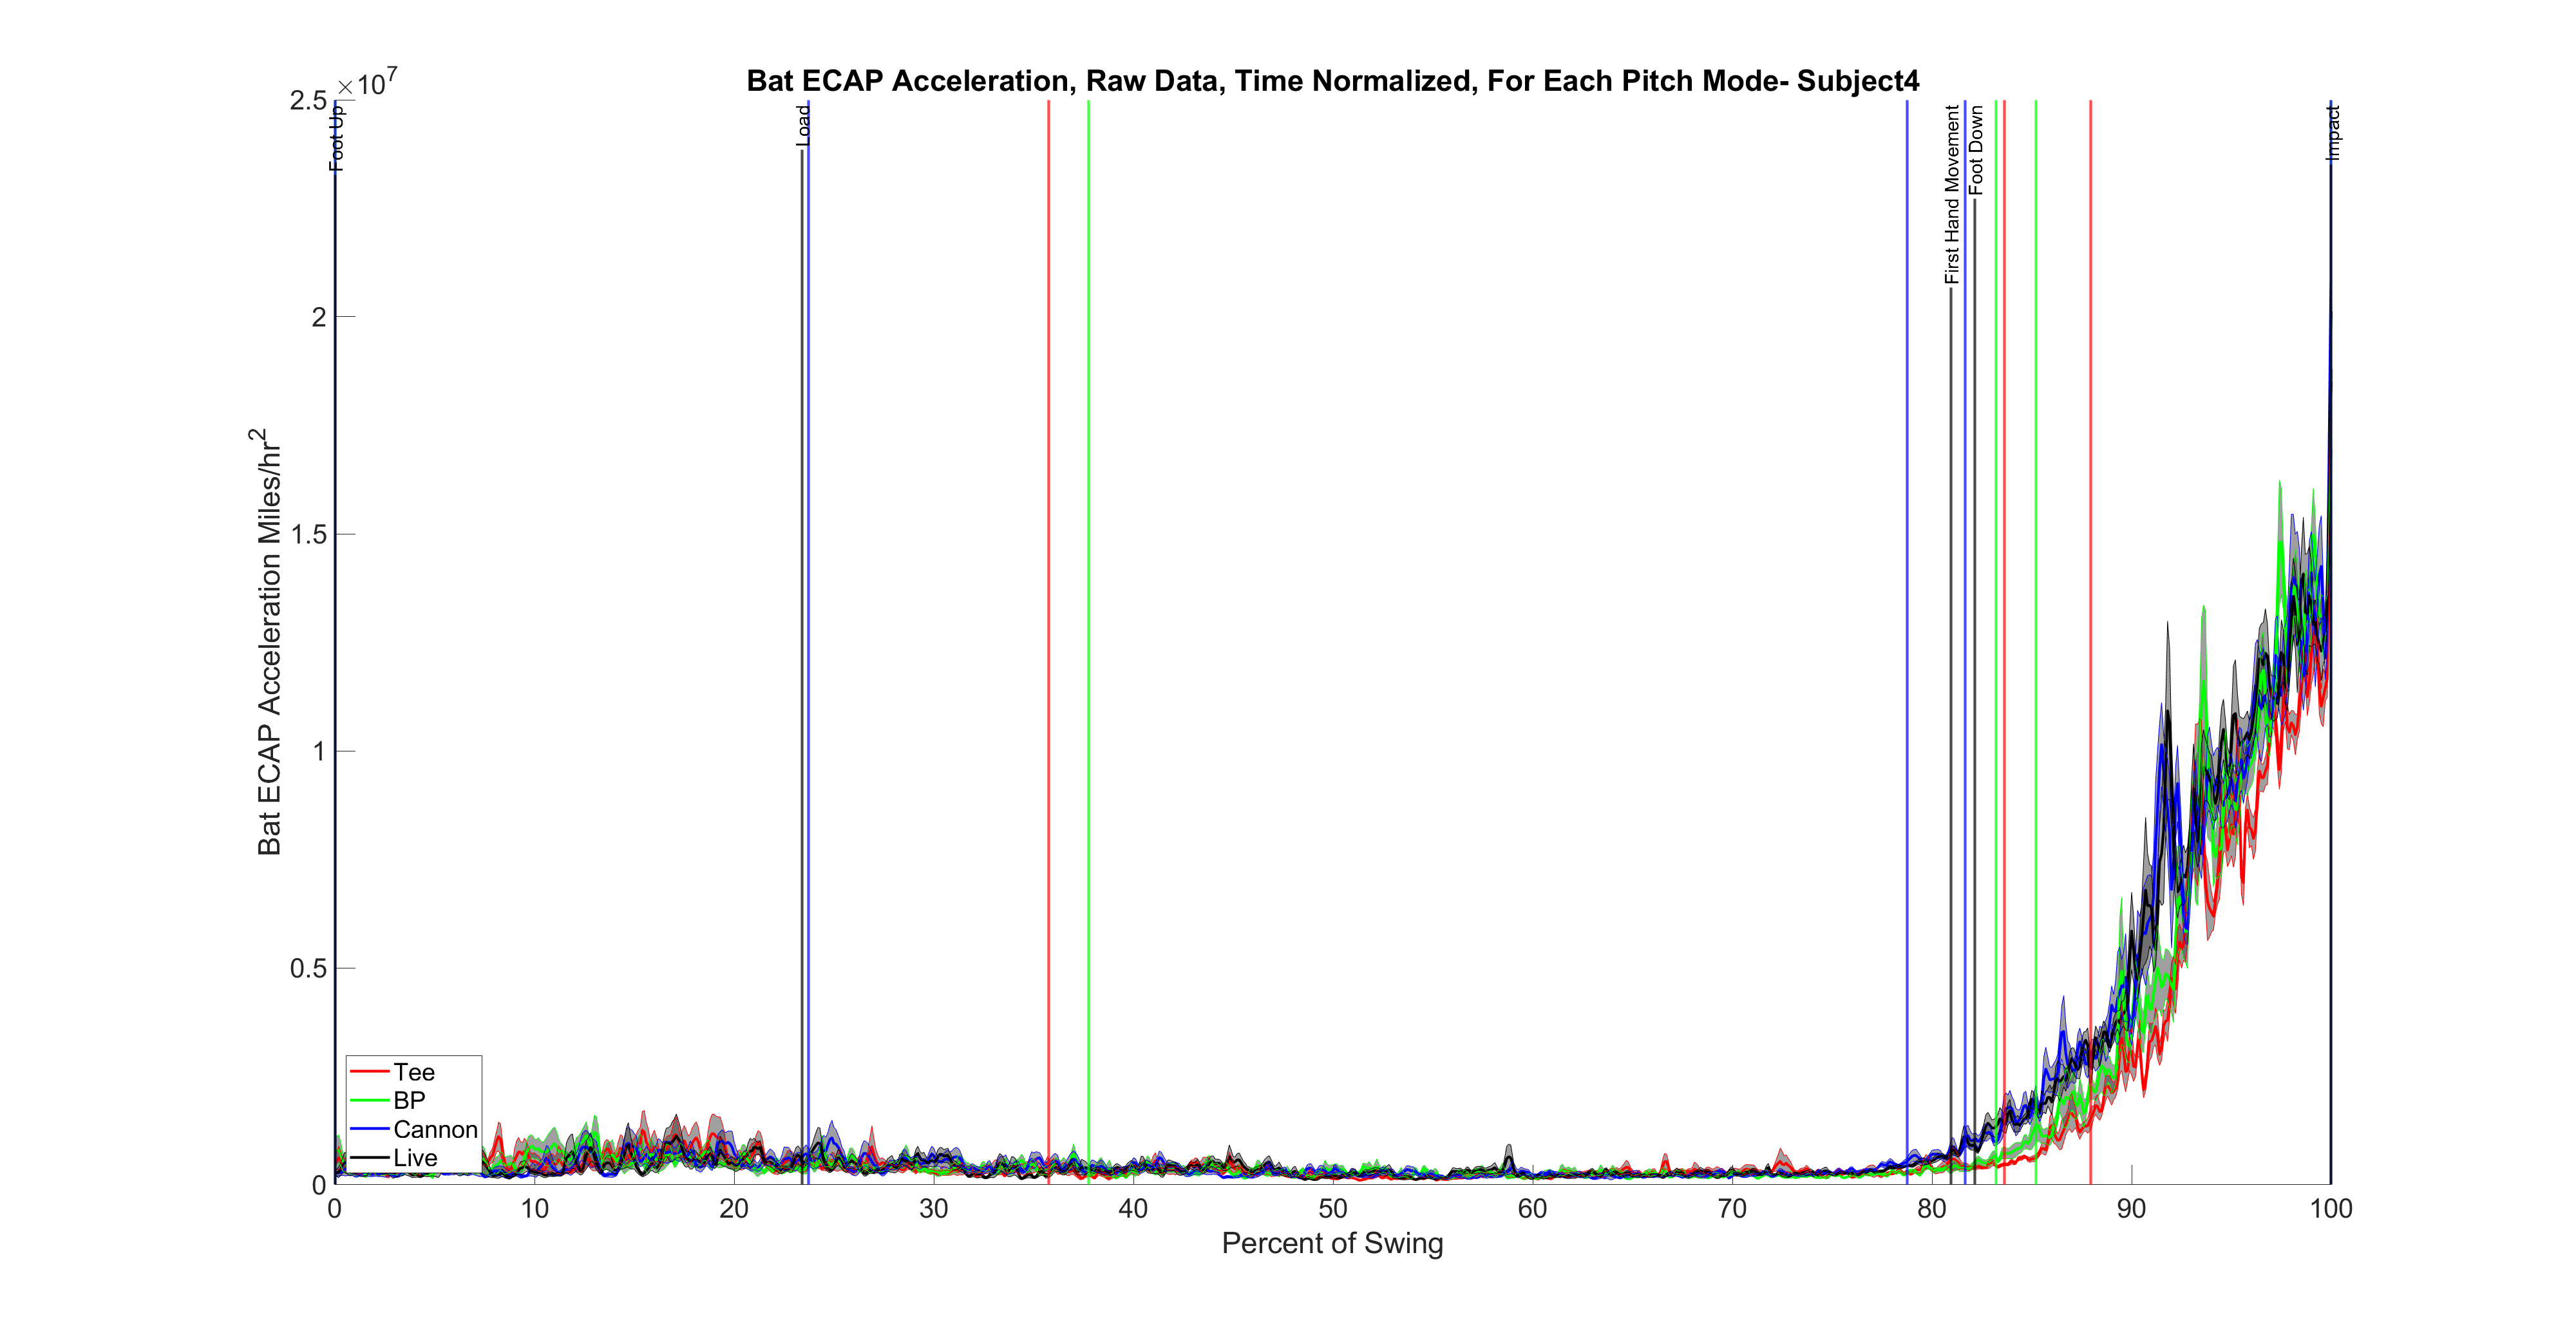 Bat ECAP Acceleration, Raw Data, Time Normalized, For Each Pitch Mode- Subject4
×10^7
2.5
2
1.5
1
0.5
0
Bat ECAP Acceleration Miles/hr^2
Foot Up
Load
First Hand Movement
Foot Down
Impact
Tee
BP
Cannon
Live
0 10 20 30 40 50 60 70 80 90 100
Percent of Swing